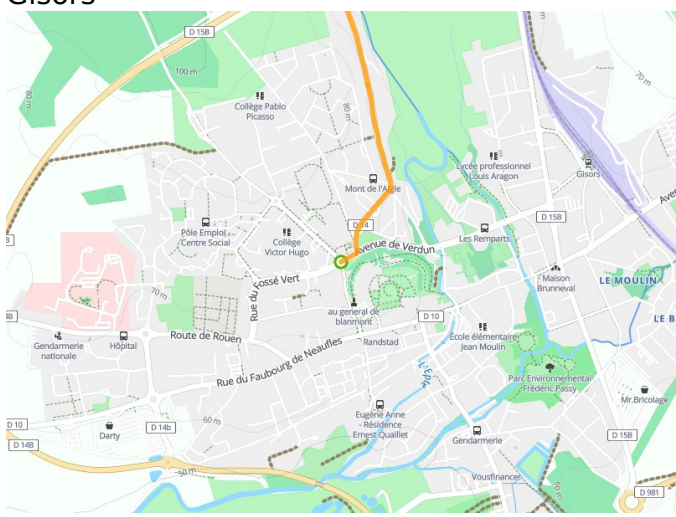 Gisors
D 15B
100 m
80 m
Collège Pablo
Picasso
80 m
70 m
Lycée professionnel
Louis Aragon
Gisors
Mont de l'Aigle
D 14
D 15B
Pôle Emploi
Centre Social
Collège
Victor Hugo
Les Remparts
Avenue de Verdun
Rue du Fossé Vert
Maison
Brunneval
LE MOULIN
70 m
au general de
blanmont
D 10
Gendarmerie
nationale
Hôpital
Route de Rouen
Randstad
École élémentaire
Jean Moulin
Rue du Faubourg de Neaufles
L'Epte
Parc Environnemental
Frédéric Passy
Mr.Bricolage
D 10
D 14B
Darty
D 14b
60 m
Eugène Anne
- Résidence
Ernest Quaillet
Gendarmerie
D 15B
50 m
Vousfinancer
60 m
D 981